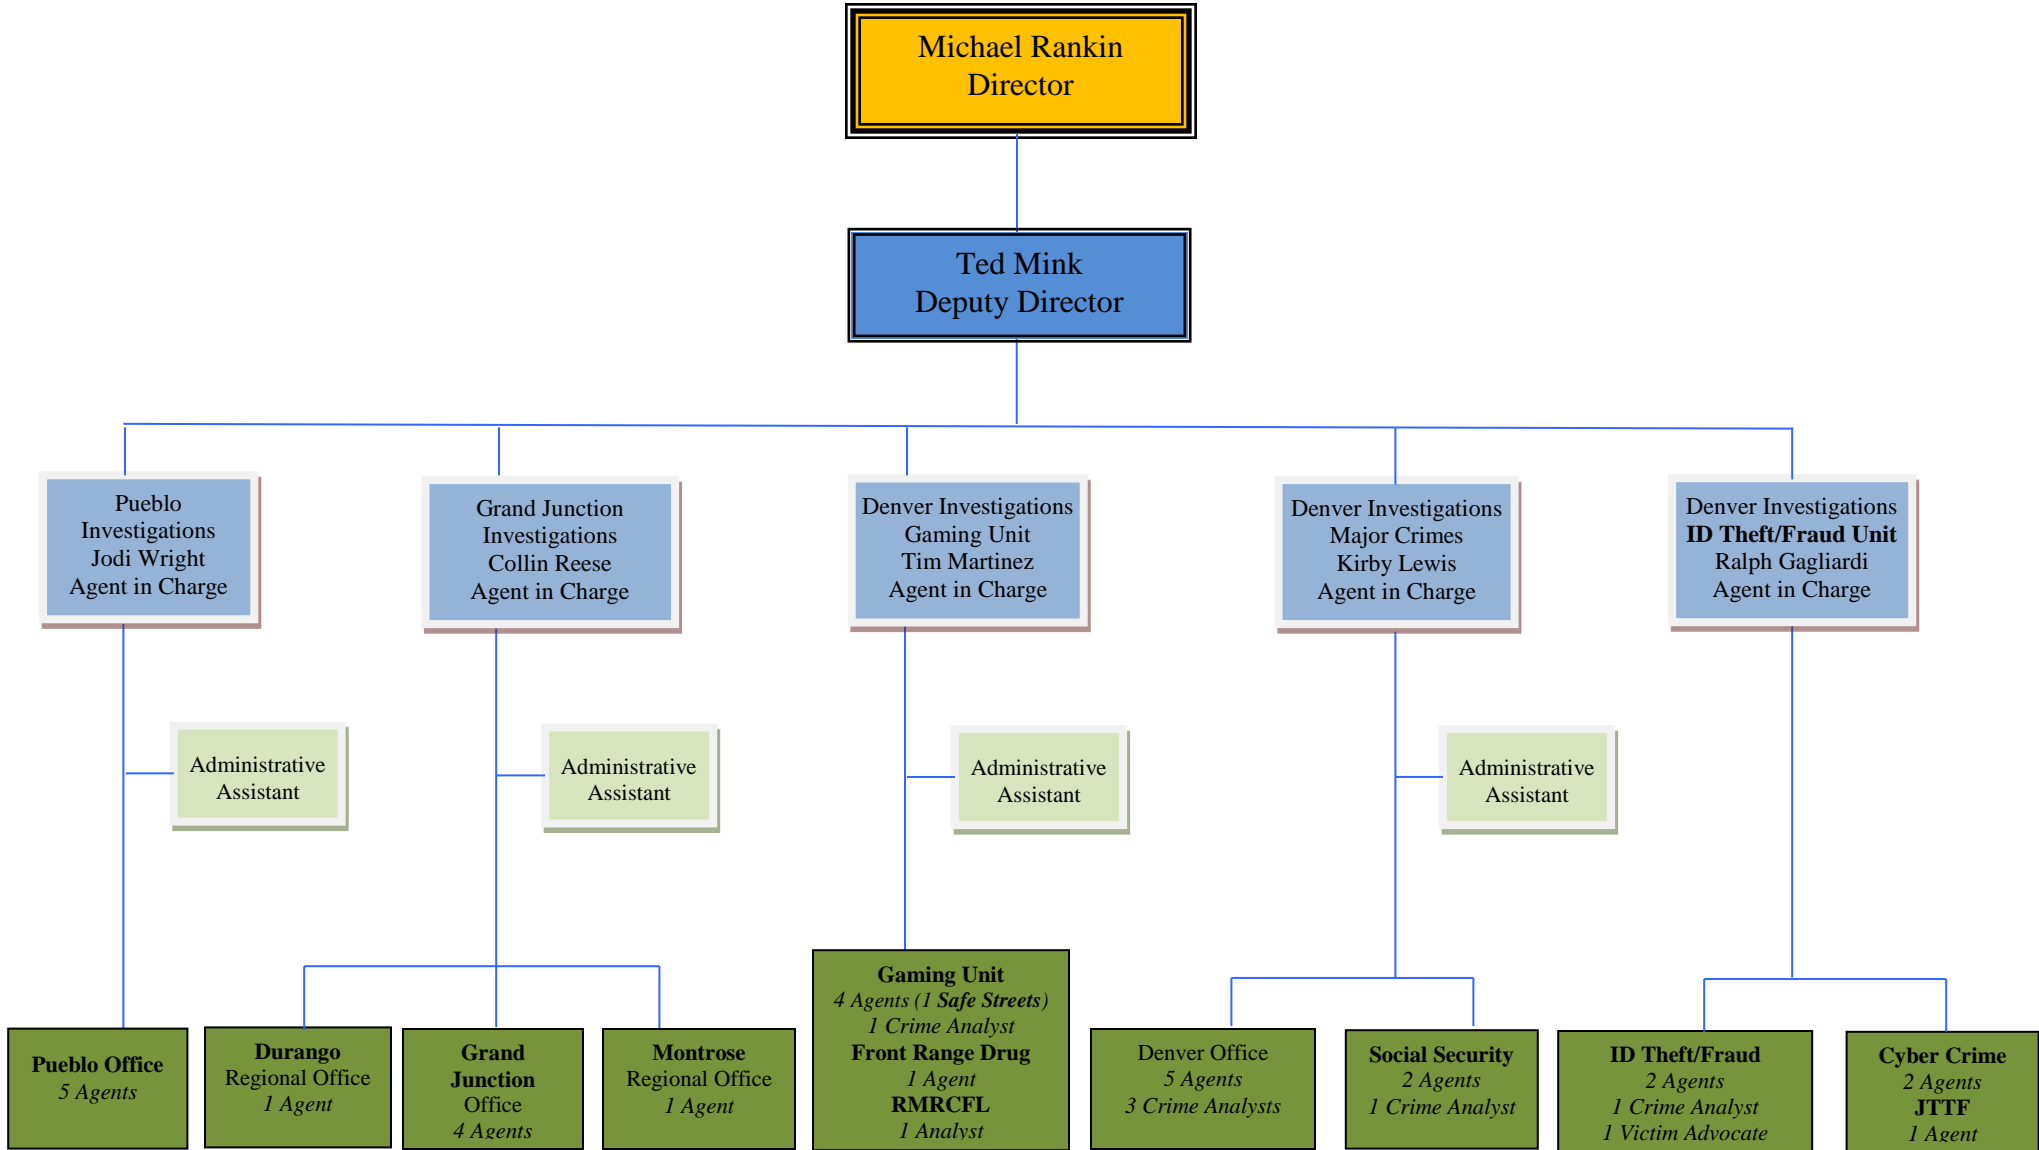 Michael Rankin
Director
Ted Mink
Deputy Director
Pueblo
Investigations
Jodi Wright
Agent in Charge
Grand Junction
Investigations
Collin Reese
Agent in Charge
Denver Investigations
Gaming Unit
Tim Martinez
Agent in Charge
Denver Investigations
Major Crimes
Kirby Lewis
Agent in Charge
Denver Investigations
ID Theft/Fraud Unit
Ralph Gagliardi
Agent in Charge
Administrative
Assistant
Administrative
Assistant
Administrative
Assistant
Administrative
Assistant
Pueblo Office
5 Agents
Durango
Regional Office
1 Agent
Grand
Junction
Office
4 Agents
Montrose
Regional Office
1 Agent
Gaming Unit
4 Agents (1 Safe Streets)
1 Crime Analyst
Front Range Drug
1 Agent
RMRCFL
1 Analyst
Denver Office
5 Agents
3 Crime Analysts
Social Security
2 Agents
1 Crime Analyst
ID Theft/Fraud
2 Agents
1 Crime Analyst
1 Victim Advocate
Cyber Crime
2 Agents
JTTF
1 Agent